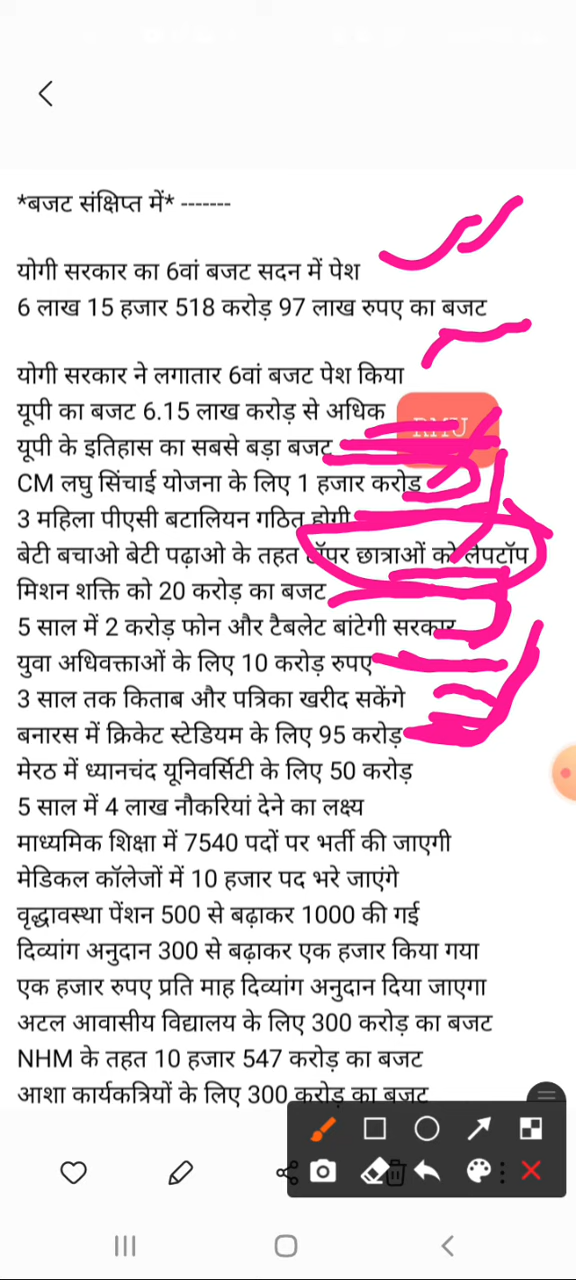 *बजट संक्षिप्त में* -------
योगी सरकार का 6वां बजट सदन में पेश
6 लाख 15 हजार 518 करोड़ 97 लाख रुपए का बजट
योगी सरकार ने लगातार 6वां बजट पेश किया
यूपी का बजट 6.15 लाख करोड़ से अधिक
RMU
यूपी के इतिहास का सबसे बड़ा बजट
CM लघु सिंचाई योजना के लिए 1 हजार करोड़
3 महिला पीएसी बटालियन गठित होगी
बेटी बचाओ बेटी पढ़ाओ के तहत टॉपर छात्राओं को लैपटॉप
मिशन शक्ति को 20 करोड़ का बजट
5 साल में 2 करोड़ फोन और टैबलेट बांटेगी सरकार
युवा अधिवक्ताओं के लिए 10 करोड़ रुपए
3 साल तक किताब और पत्रिका खरीद सकेंगे
बनारस में क्रिकेट स्टेडियम के लिए 95 करोड़
मेरठ में ध्यानचंद यूनिवर्सिटी के लिए 50 करोड़
5 साल में 4 लाख नौकरियां देने का लक्ष्य
माध्यमिक शिक्षा में 7540 पदों पर भर्ती की जाएगी
मेडिकल कॉलेजों में 10 हजार पद भरे जाएंगे
वृद्धावस्था पेंशन 500 से बढ़ाकर 1000 की गई
दिव्यांग अनुदान 300 से बढ़ाकर एक हजार किया गया
एक हजार रुपए प्रति माह दिव्यांग अनुदान दिया जाएगा
अटल आवासीय विद्यालय के लिए 300 करोड़ का बजट
NHM के तहत 10 हजार 547 करोड़ का बजट
आशा कार्यकत्रियों के लिए 300 करोड़ का बजट